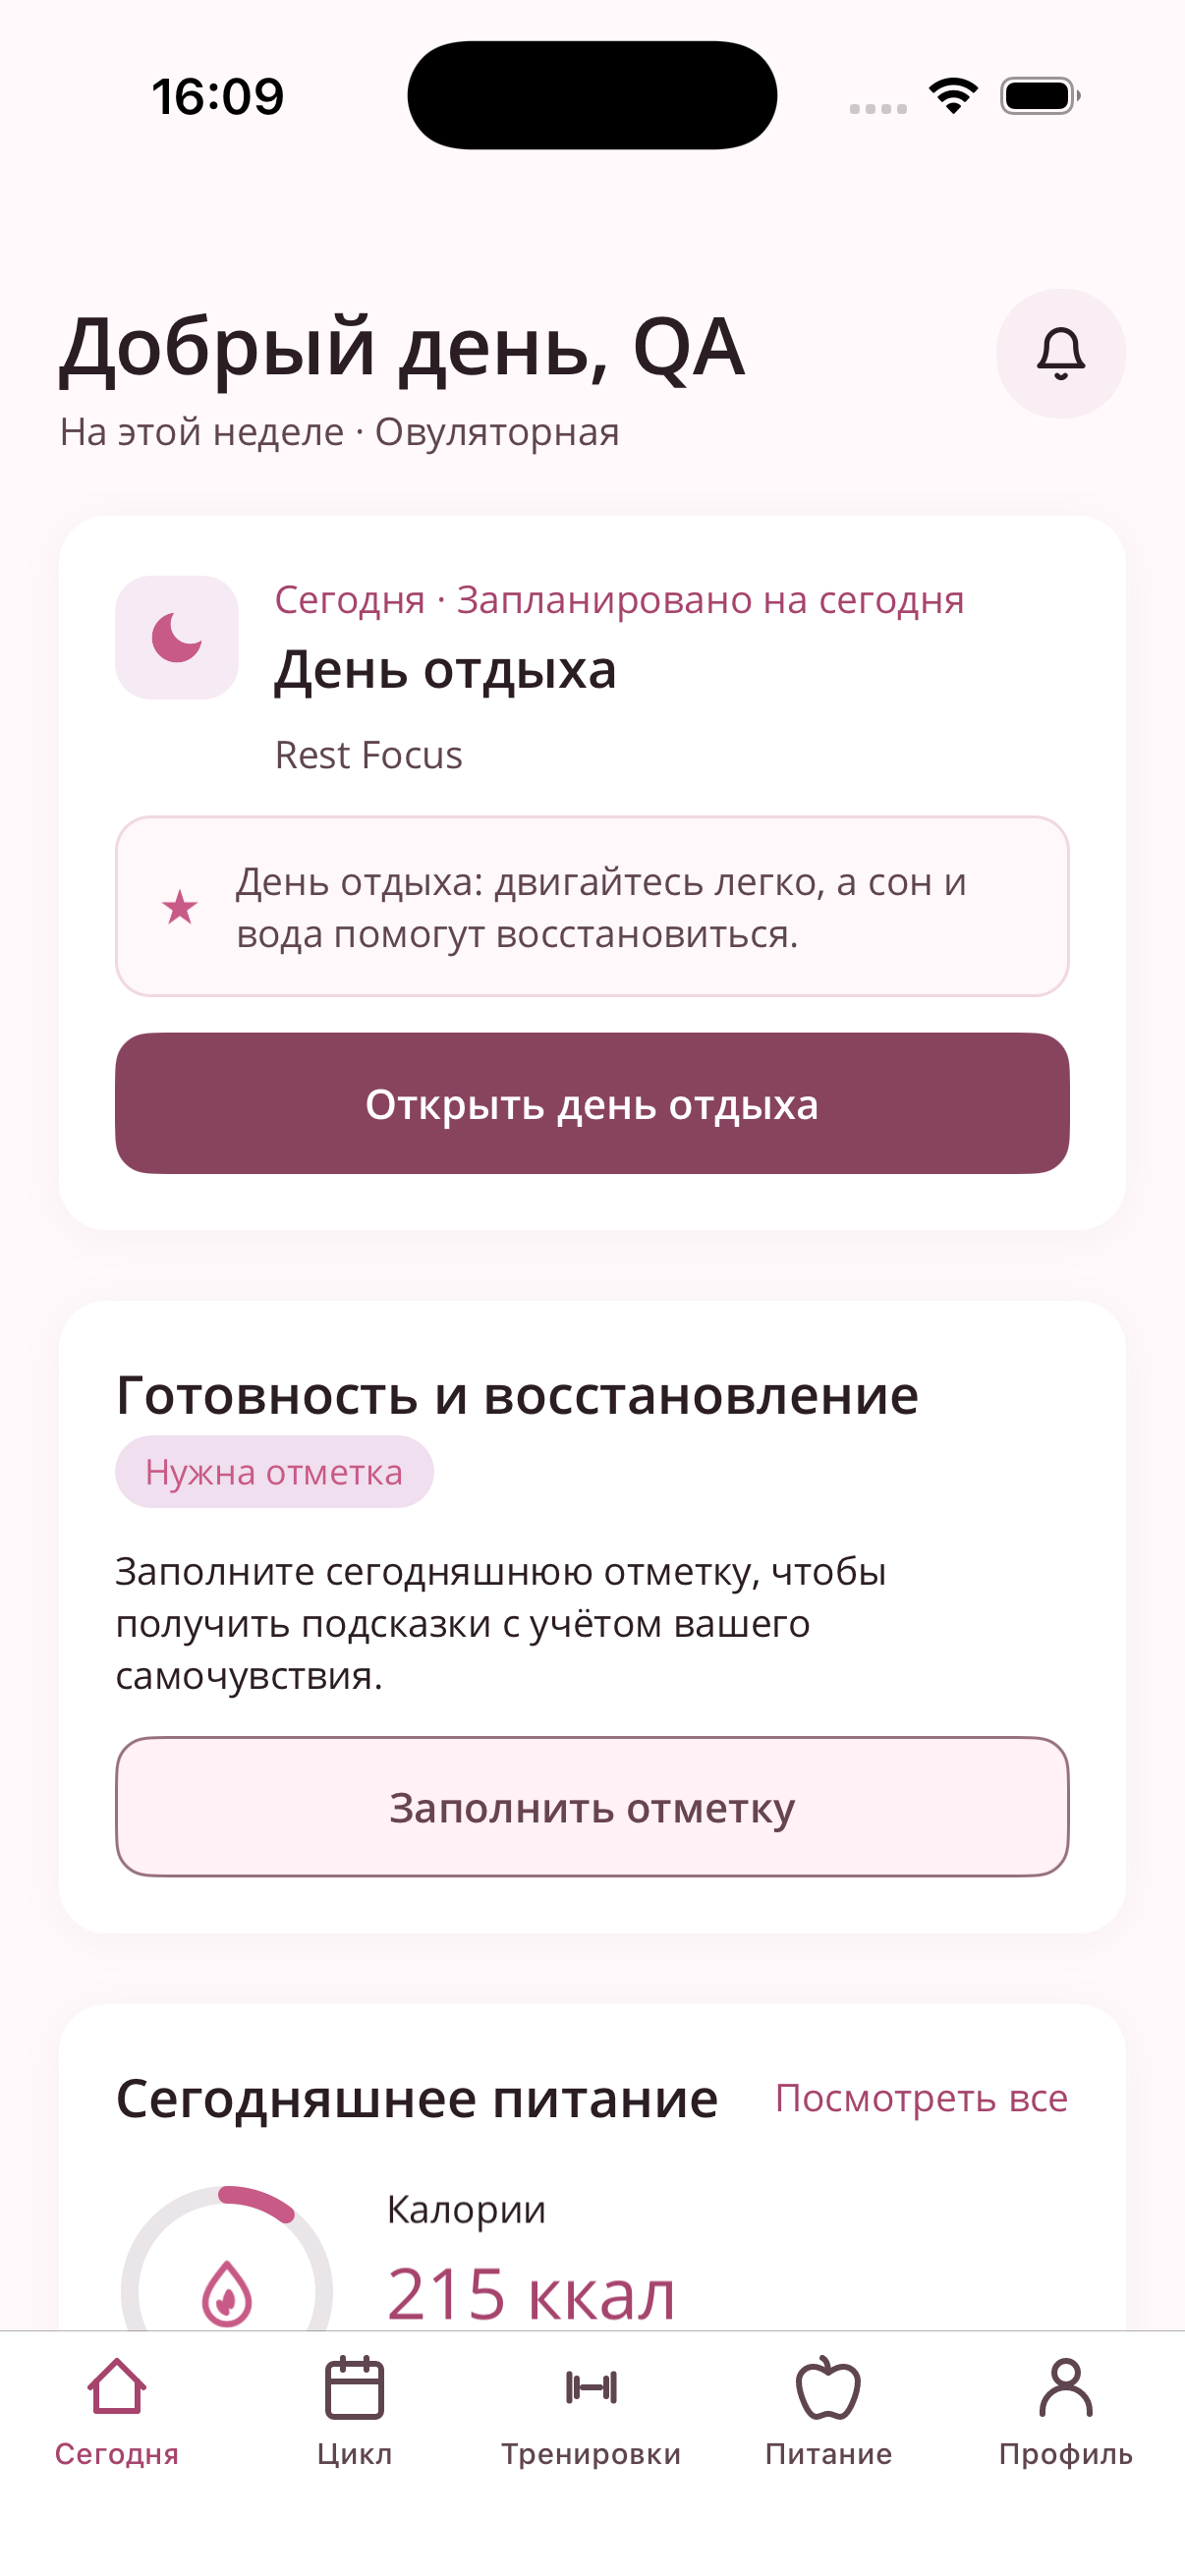 16:09
Добрый день, QA
На этой неделе · Овуляторная
Сегодня · Запланировано на сегодня
День отдыха
Rest Focus
День отдыха: двигайтесь легко, а сон и
вода помогут восстановиться.
Открыть день отдыха
Готовность и восстановление
Нужна отметка
Заполните сегодняшнюю отметку, чтобы
получить подсказки с учётом вашего
самочувствия.
Заполнить отметку
Сегодняшнее питание
Посмотреть все
Калории
215 ккал
Сегодня
Цикл
Тренировки
Питание
Профиль